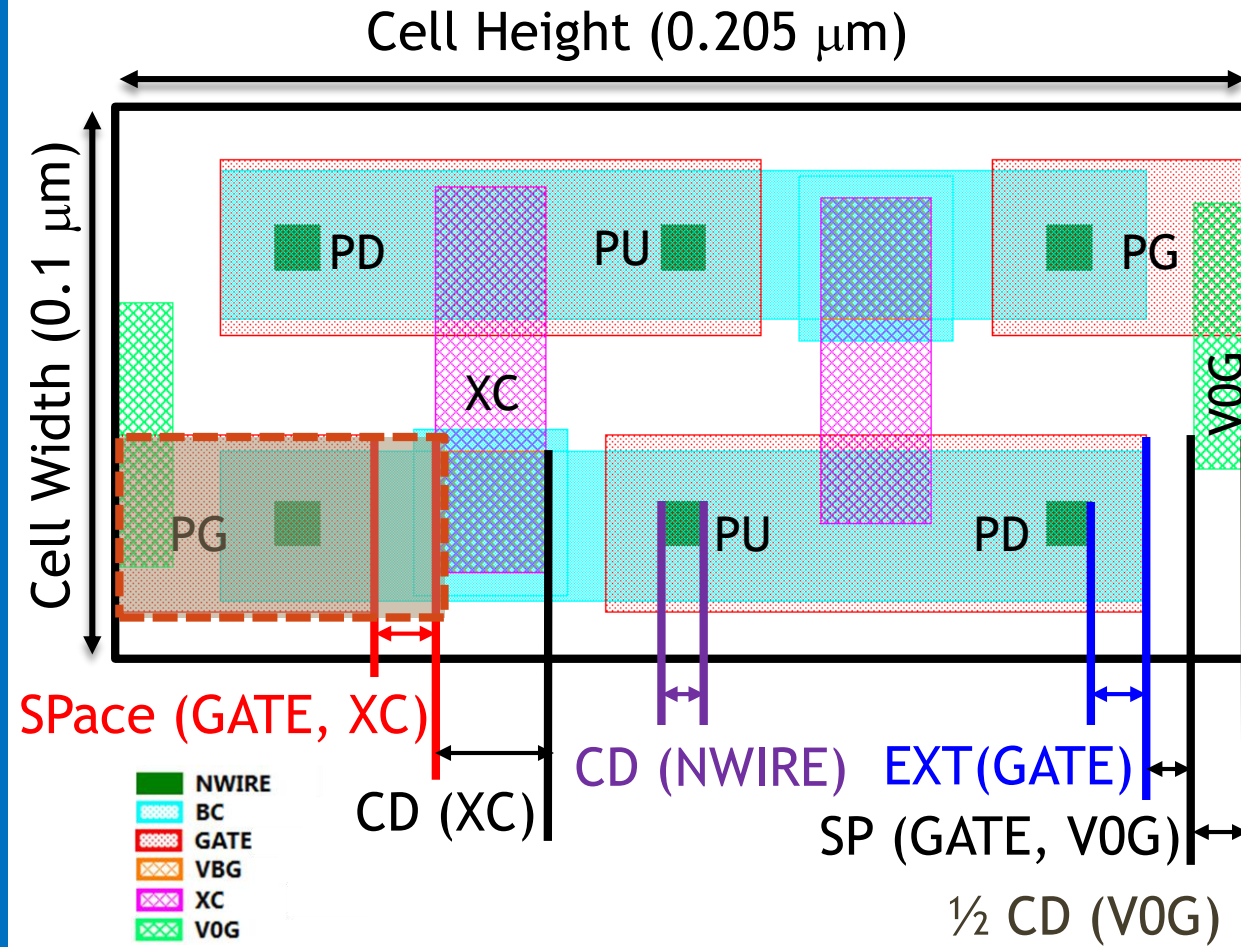 Cell Height (0.205 μm)
Cell Width (0.1 μm)
PD
PU
PG
XC
V0G
PG
PU
PD
SPace (GATE, XC)
CD (XC)
CD (NWIRE)
EXT(GATE)
SP (GATE, V0G)
½ CD (V0G)
NWIRE
BC
GATE
VBG
XC
V0G